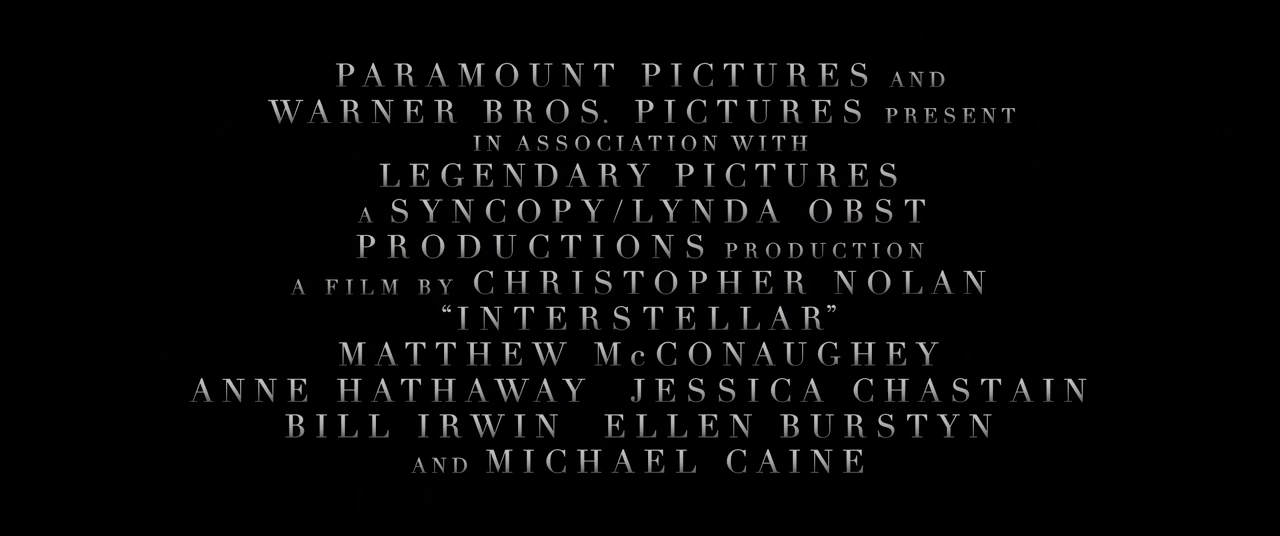 PARAMOUNT PICTURES AND
WARNER BROS. PICTURES PRESENT
IN ASSOCIATION WITH
LEGENDARY PICTURES
A SYNCOPY/LYNDA OBST
PRODUCTIONS PRODUCTION
A FILM BY CHRISTOPHER NOLAN
“INTERSTELLAR”
MATTHEW McCONAUGHEY
ANNE HATHAWAY JESSICA CHASTAIN
BILL IRWIN ELLEN BURSTYN
AND MICHAEL CAINE